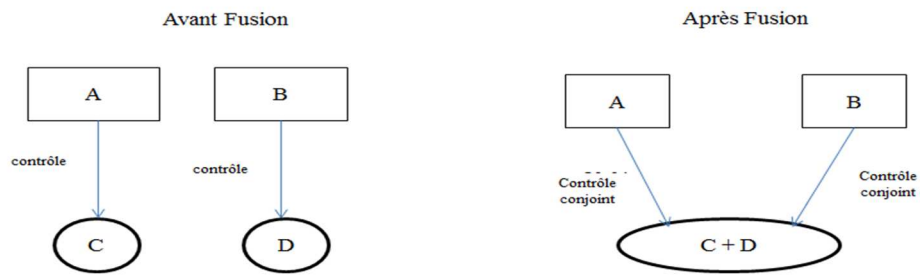 Avant Fusion
Après Fusion
A
B
contrôle
contrôle
C
D
A
B
Contrôle
conjoint
Contrôle
conjoint
C + D